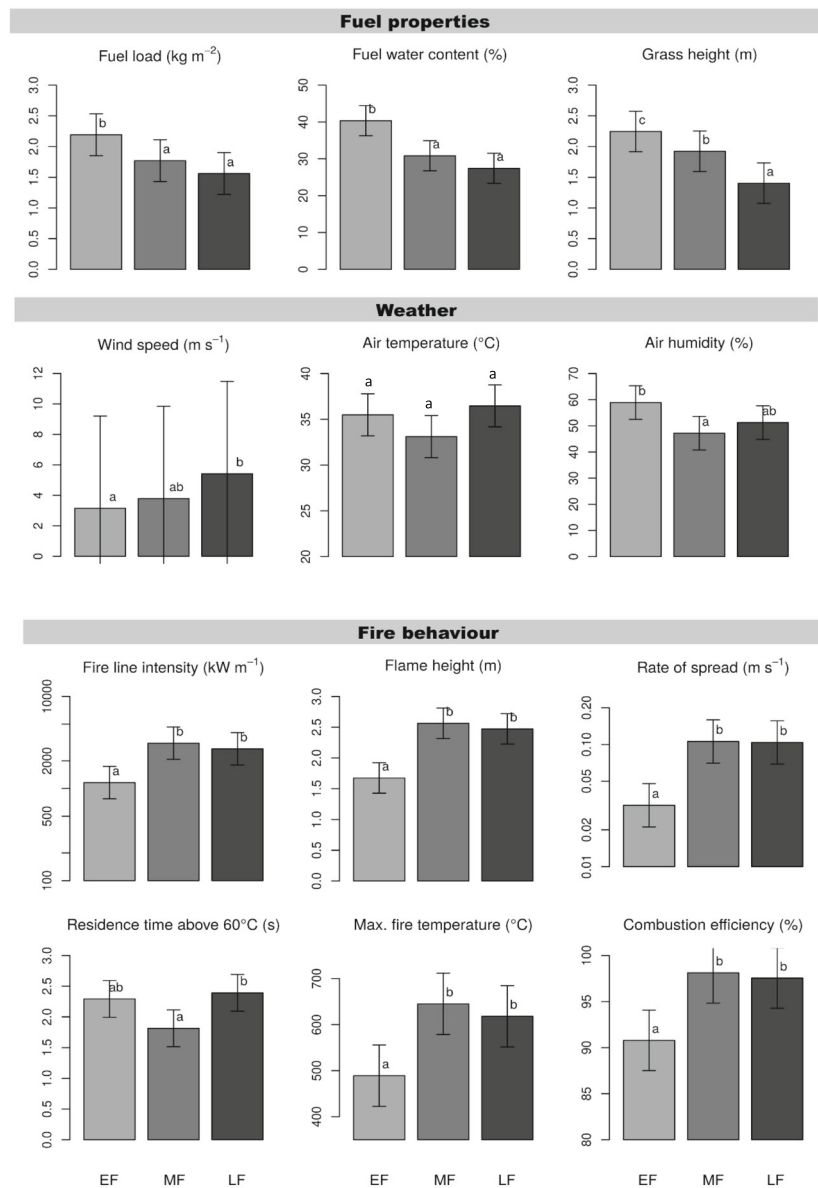 Fuel properties
Fuel load (kg m⁻²) Fuel water content (%) Grass height (m)
0.0 0.5 1.0 1.5 2.0 2.5 3.0
b a a
0 10 20 30 40 50
b a a
0.0 0.5 1.0 1.5 2.0 2.5 3.0
c b a
Weather
Wind speed (m s⁻¹) Air temperature (°C) Air humidity (%)
0 2 4 6 8 10 12
a ab b
20 25 30 35 40
a a a
0 10 20 30 40 50 60 70
b a ab
Fire behaviour
Fire line intensity (kW m⁻¹) Flame height (m) Rate of spread (m s⁻¹)
100 500 2000 10000
a b b
0.0 0.5 1.0 1.5 2.0 2.5 3.0
a b b
0.01 0.02 0.05 0.10 0.20
a b b
Residence time above 60°C (s) Max. fire temperature (°C) Combustion efficiency (%)
0.0 0.5 1.0 1.5 2.0 2.5 3.0
ab a b
400 500 600 700
a b b
80 85 90 95 100
a b b
EF MF LF EF MF LF EF MF LF